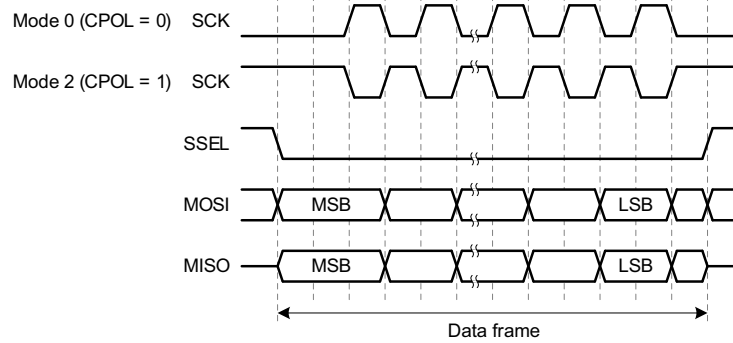 Mode 0 (CPOL = 0) SCK
Mode 2 (CPOL = 1) SCK
SSEL
MOSI MSB LSB
MISO MSB LSB
Data frame